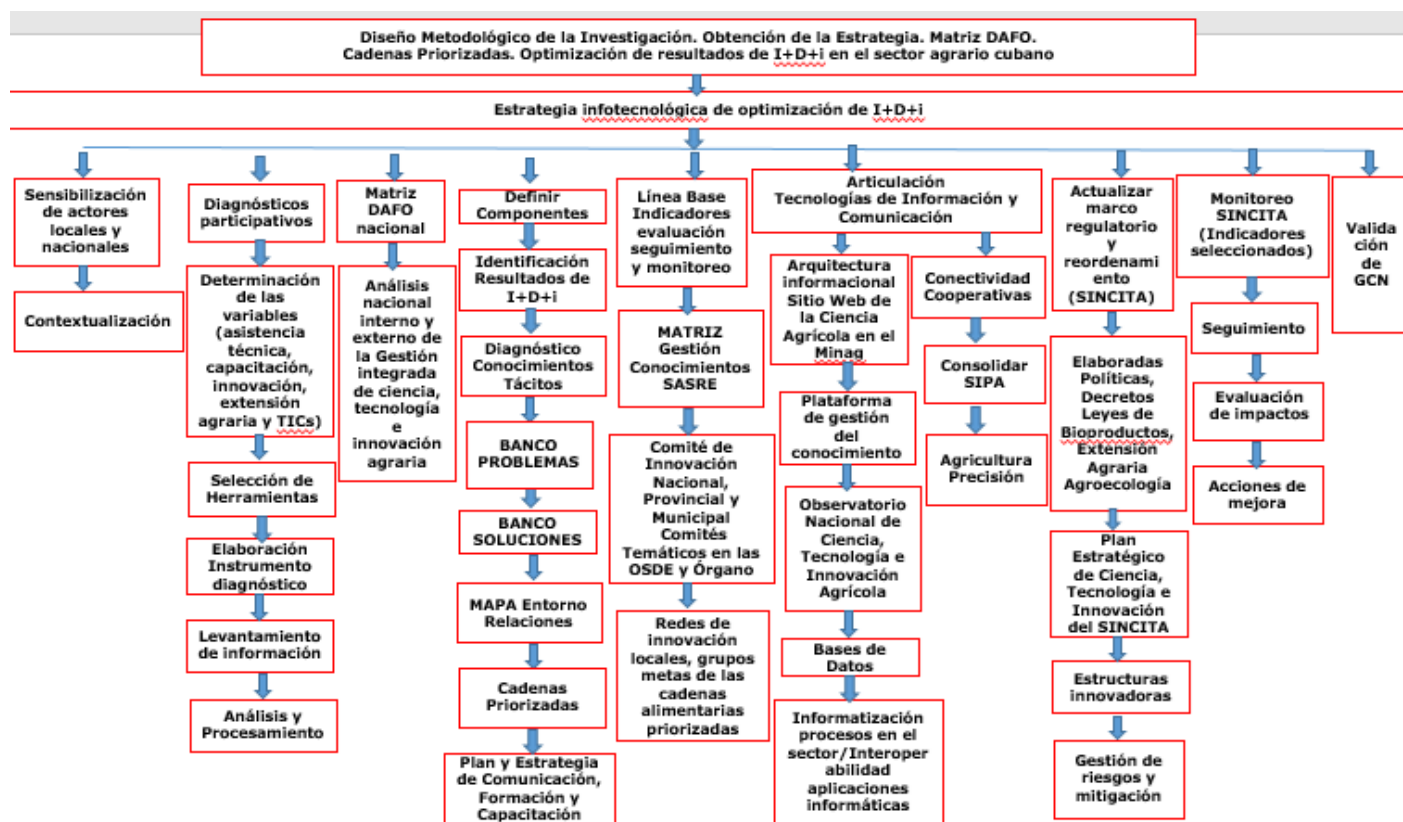 Diseño Metodológico de la Investigación. Obtención de la Estrategia. Matriz DAFO.
Cadenas Priorizadas. Optimización de resultados de I+D+i en el sector agrario cubano
Estrategia infotecnológica de optimización de I+D+i
Sensibilización
de actores
locales y
nacionales
Contextualización
Diagnósticos
participativos
Determinación
de las
variables
(asistencia
técnica,
capacitación,
innovación,
extensión
agraria y TICs)
Selección de
Herramientas
Elaboración
Instrumento
diagnóstico
Levantamiento
de información
Análisis y
Procesamiento
Matriz
DAFO
nacional
Análisis
nacional
interno y
externo de
la Gestión
integrada
de ciencia,
tecnología
e
innovación
agraria
Definir
Componentes
Identificación
Resultados de
I+D+i
Diagnóstico
Conocimientos
Tácitos
BANCO
PROBLEMAS
BANCO
SOLUCIONES
MAPA Entorno
Relaciones
Cadenas
Priorizadas
Plan y Estrategia
de Comunicación,
Formación y
Capacitación
Línea Base
Indicadores
evaluación
seguimiento
y monitoreo
MATRIZ
Gestión
Conocimientos
SASRE
Comité de
Innovación
Nacional,
Provincial y
Municipal
Comités
Temáticos en las
OSDE y Órgano
Redes de
innovación
locales, grupos
metas de las
cadenas
alimentarias
priorizadas
Articulación
Tecnologías de Información y
Comunicación
Arquitectura
informacional
Sitio Web de
la Ciencia
Agrícola en el
Minag
Plataforma
de gestión
del
conocimiento
Observatorio
Nacional de
Ciencia,
Tecnología e
Innovación
Agrícola
Bases de
Datos
Informatización
procesos en el
sector/Interoper
abilidad
aplicaciones
informáticas
Conectividad
Cooperativas
Consolidar
SIPA
Agricultura
Precisión
Actualizar
marco
regulatorio
y
reordenami
ento
(SINCITA)
Elaboradas
Políticas,
Decretos
Leyes de
Bioproductos,
Extensión
Agraria
Agroecología
Plan
Estratégico
de Ciencia,
Tecnología e
Innovación
del SINCITA
Estructuras
innovadoras
Gestión de
riesgos y
mitigación
Monitoreo
SINCITA
(Indicadores
seleccionados)
Seguimiento
Evaluación
de impactos
Acciones de
mejora
Valida
ción
de
GCN